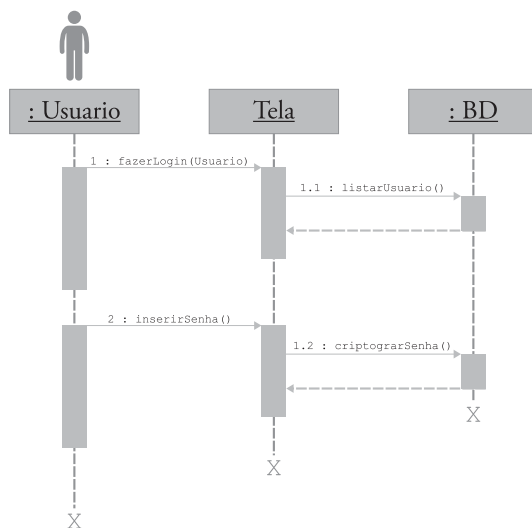 : Usuario
Tela
: BD
1 : fazerLogin(Usuario)
1.1 : listarUsuario()
2 : inserirSenha()
1.2 : criptograrSenha()
X
X
X